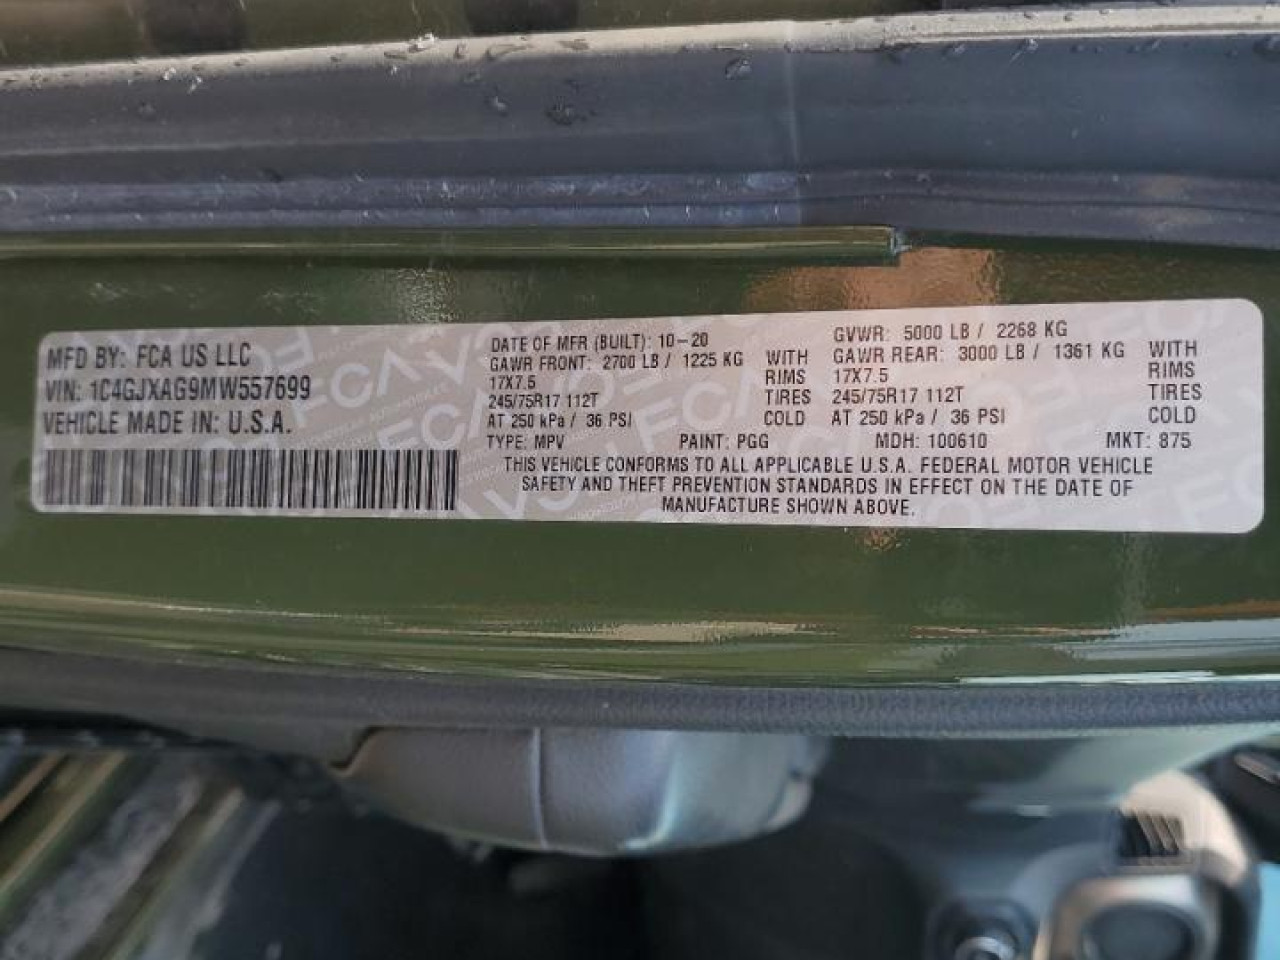 MFD BY: FCA US LLC
VIN: 1C4GJXAG9MW557699
VEHICLE MADE IN: U.S.A.
DATE OF MFR (BUILT): 10-20
GAWR FRONT: 2700 LB / 1225 KG WITH
17X7.5 RIMS
245/75R17 112T TIRES
AT 250 kPa / 36 PSI COLD
GVWR: 5000 LB / 2268 KG
GAWR REAR: 3000 LB / 1361 KG WITH
17X7.5 RIMS
245/75R17 112T TIRES
AT 250 kPa / 36 PSI COLD
TYPE: MPV PAINT: PGG MDH: 100610 MKT: 875
THIS VEHICLE CONFORMS TO ALL APPLICABLE U.S.A. FEDERAL MOTOR VEHICLE
SAFETY AND THEFT PREVENTION STANDARDS IN EFFECT ON THE DATE OF
MANUFACTURE SHOWN ABOVE.